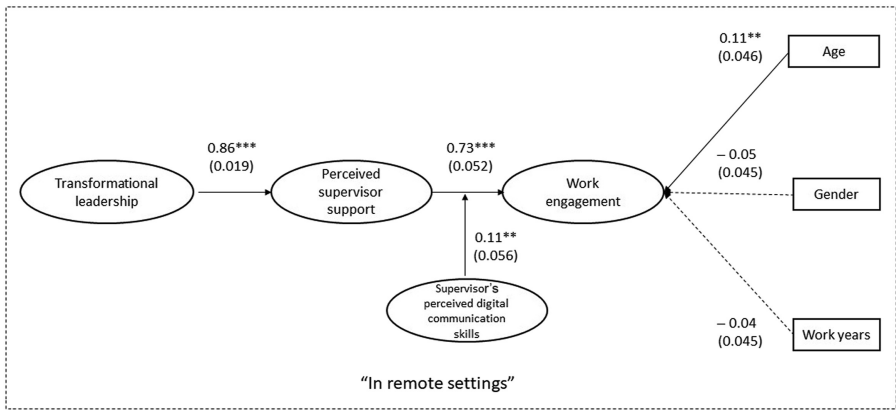 0.11**
(0.046)
Age
0.86***
(0.019)
0.73***
(0.052)
– 0.05
(0.045)
Transformational
leadership
Perceived
supervisor
support
Work
engagement
Gender
0.11**
(0.056)
Supervisor's
perceived digital
communication
skills
– 0.04
(0.045)
Work years
“In remote settings”